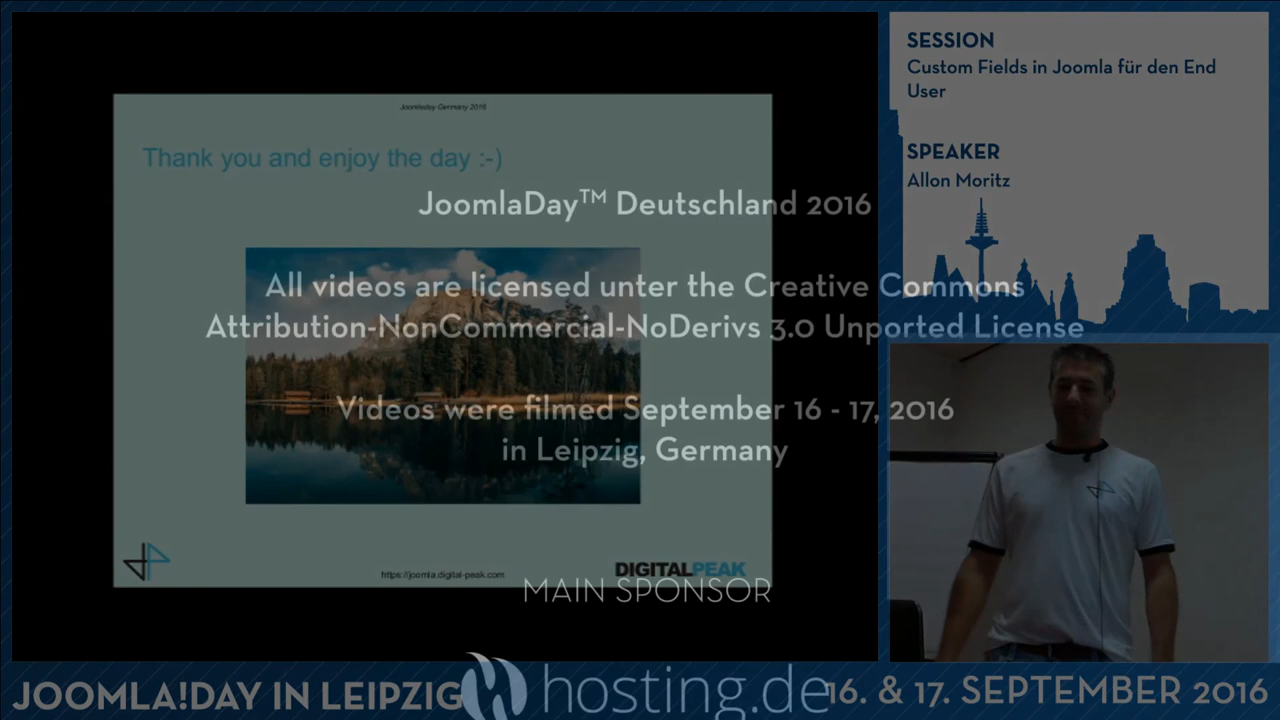 SESSION
Custom Fields in Joomla für den End
User
SPEAKER
Allon Moritz
Joomladay Germany 2016
Thank you and enjoy the day :-)
JoomlaDay™ Deutschland 2016
All videos are licensed unter the Creative Commons
Attribution-NonCommercial-NoDerivs 3.0 Unported License
Videos were filmed September 16 - 17, 2016
in Leipzig, Germany
https://joomla.digital-peak.com
DIGITALPEAK
MAIN SPONSOR
hosting.de
JOOMLA!DAY IN LEIPZIG
16. & 17. SEPTEMBER 2016